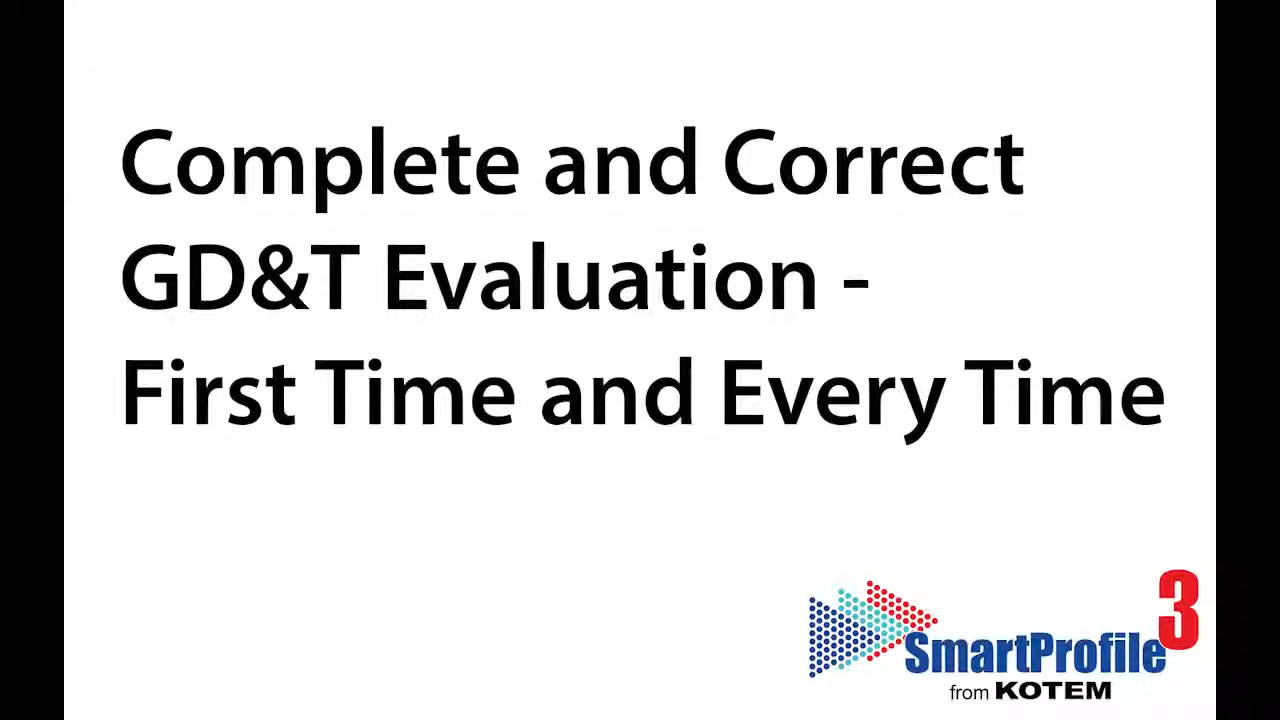 Complete and Correct
GD&T Evaluation -
First Time and Every Time
SmartProfile 3
from KOTEM